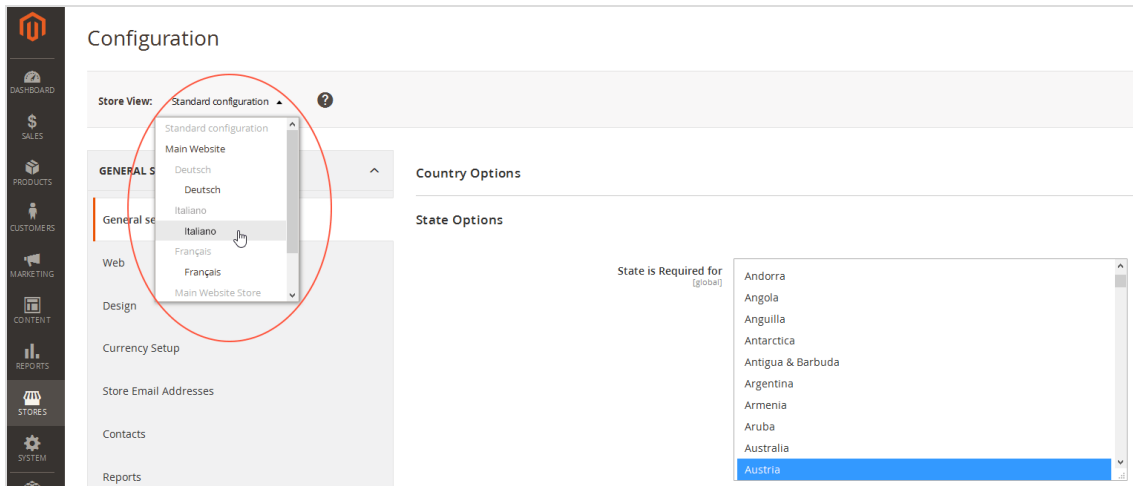 Configuration
DASHBOARD
SALES
PRODUCTS
CUSTOMERS
MARKETING
CONTENT
REPORTS
STORES
SYSTEM
Store View: Standard configuration ?
Standard configuration
Main Website
Deutsch
Deutsch
Italiano
Italiano
Français
Français
Main Website Store
GENERAL S
General se
Web
Design
Currency Setup
Store Email Addresses
Contacts
Reports
Country Options
State Options
State is Required for
[global]
Andorra
Angola
Anguilla
Antarctica
Antigua & Barbuda
Argentina
Armenia
Aruba
Australia
Austria